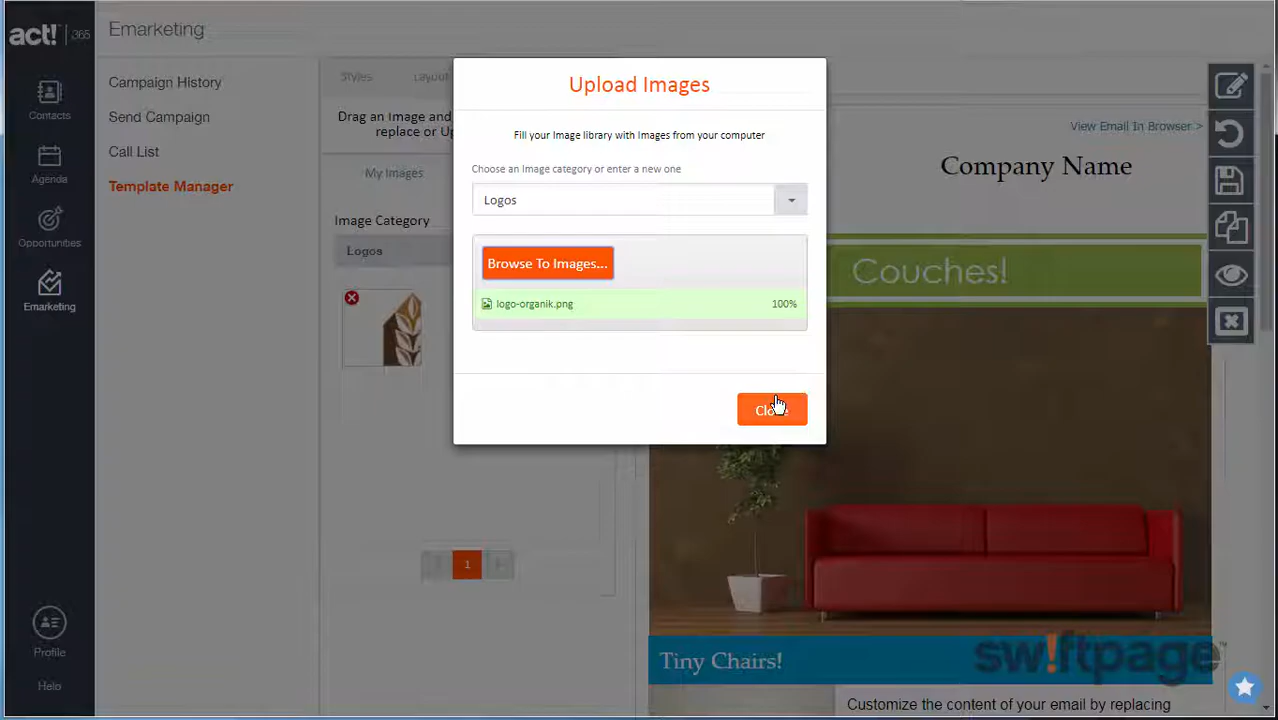 act! 365
Emarketing
Contacts
Agenda
Opportunities
Emarketing
Profile
Campaign History
Send Campaign
Call List
Template Manager
Styles
Layout
Drag an Image and
replace or
My Images
Image Category
Logos
1
Upload Images
Fill your Image library with Images from your computer
Choose an Image category or enter a new one
Logos
Browse To Images...
logo-organik.png 100%
View Email In Browser >
Company Name
Couches!
Tiny Chairs!
sw!ftpage
Customize the content of your email by replacing